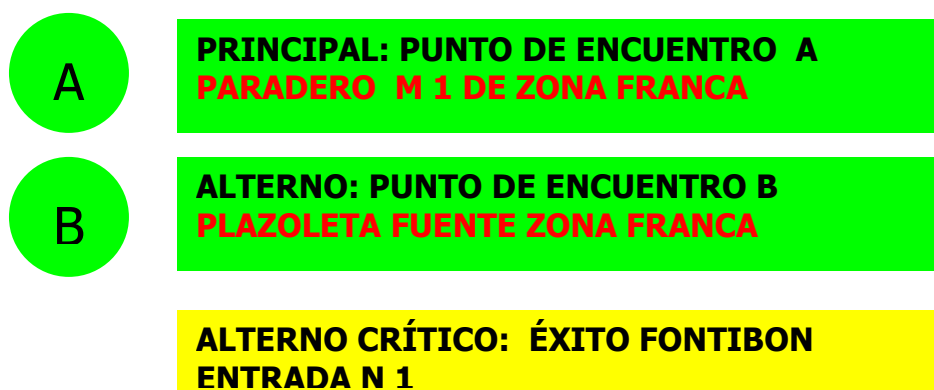 A
PRINCIPAL: PUNTO DE ENCUENTRO A
PARADERO M 1 DE ZONA FRANCA
B
ALTERNO: PUNTO DE ENCUENTRO B
PLAZOLETA FUENTE ZONA FRANCA
ALTERNO CRÍTICO: ÉXITO FONTIBON
ENTRADA N 1